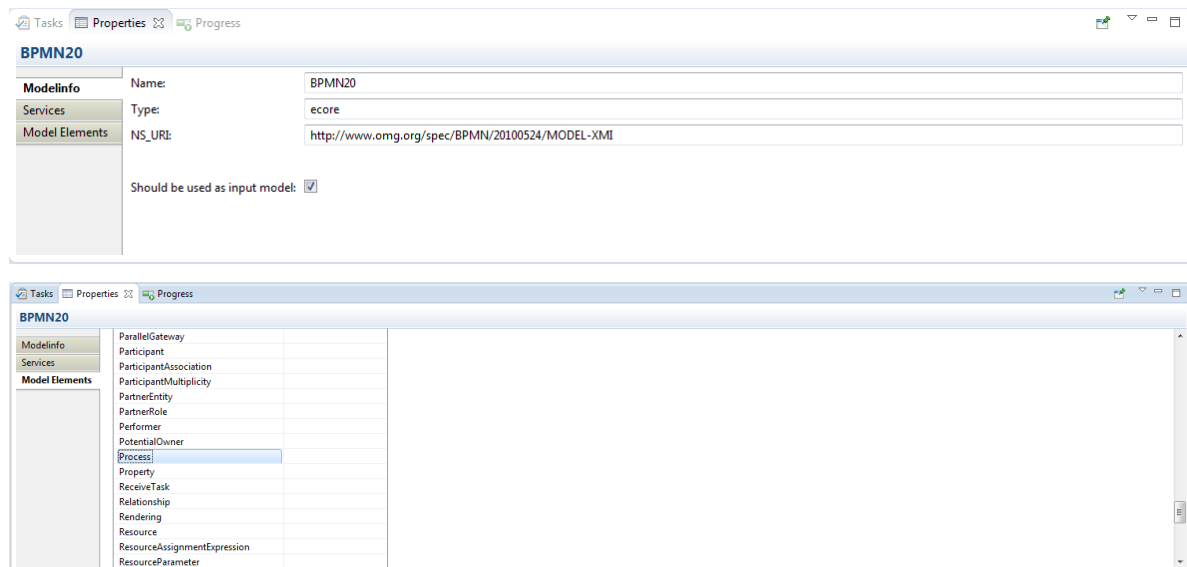 Tasks Properties Progress
BPMN20
Modelinfo
Services
Model Elements
Name: BPMN20
Type: ecore
NS_URI: http://www.omg.org/spec/BPMN/20100524/MODEL-XMI
Should be used as input model:
Tasks Properties Progress
BPMN20
Modelinfo
Services
Model Elements
ParallelGateway
Participant
ParticipantAssociation
ParticipantMultiplicity
PartnerEntity
PartnerRole
Performer
PotentialOwner
Process
Property
ReceiveTask
Relationship
Rendering
Resource
ResourceAssignmentExpression
ResourceParameter